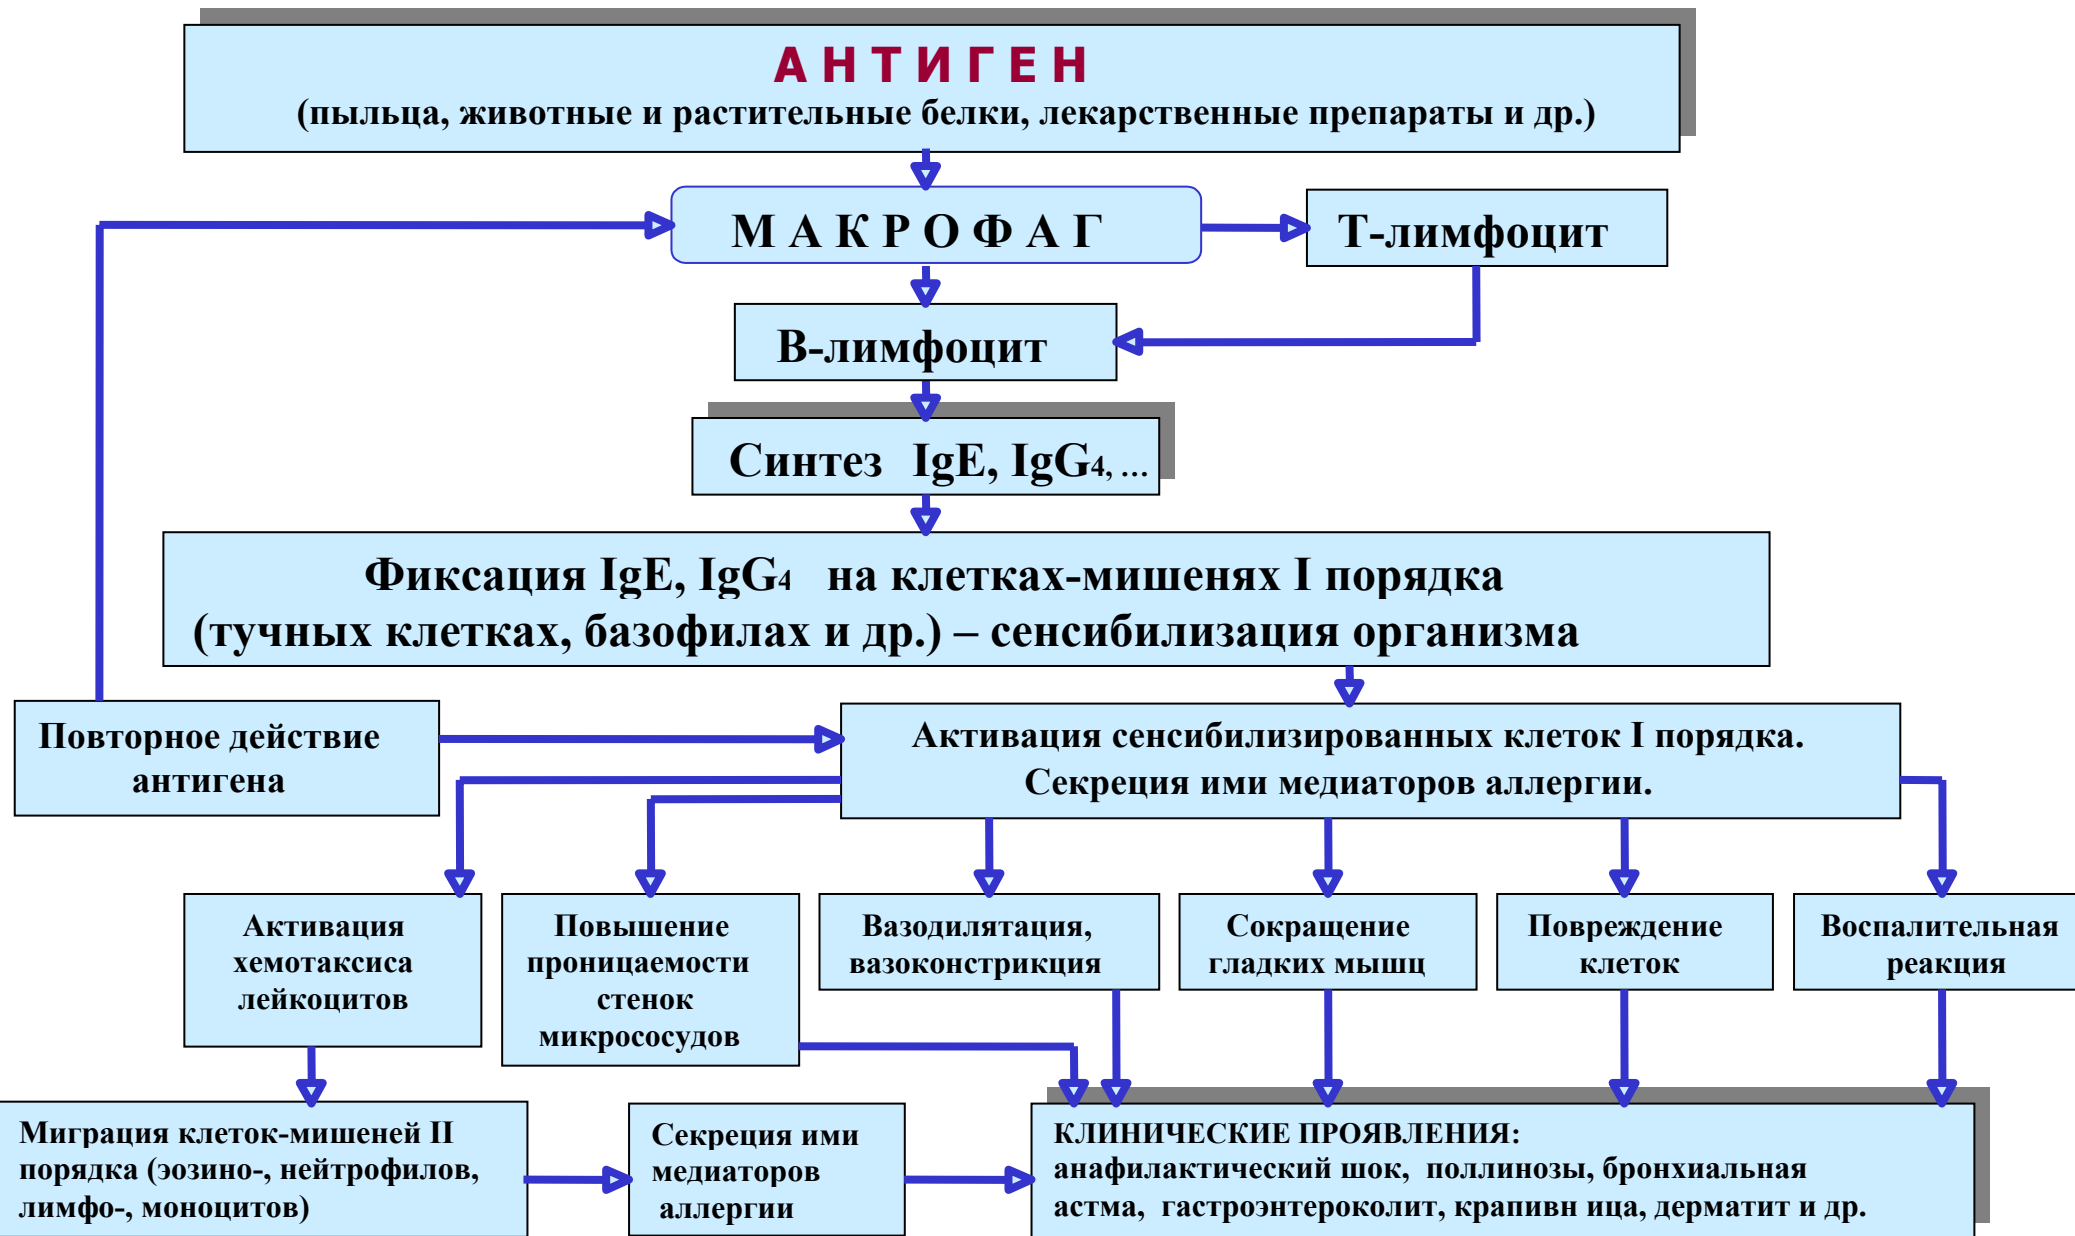 АНТИГЕН
(пыльца, животные и растительные белки, лекарственные препараты и др.)
МАКРОФАГ
Т-лимфоцит
В-лимфоцит
Синтез IgE, IgG4, ...
Фиксация IgE, IgG4 на клетках-мишенях I порядка
(тучных клетках, базофилах и др.) – сенсибилизация организма
Повторное действие
антигена
Активация сенсибилизированных клеток I порядка.
Секреция ими медиаторов аллергии.
Активация
хемотаксиса
лейкоцитов
Повышение
проницаемости
стенок
микрососудов
Вазодилятация,
вазоконстрикция
Сокращение
гладких мышц
Повреждение
клеток
Воспалительная
реакция
Миграция клеток-мишеней II
порядка (эозино-, нейтрофилов,
лимфо-, моноцитов)
Секреция ими
медиаторов
аллергии
КЛИНИЧЕСКИЕ ПРОЯВЛЕНИЯ:
анафилактический шок, поллинозы, бронхиальная
астма, гастроэнтероколит, крапивн ица, дерматит и др.